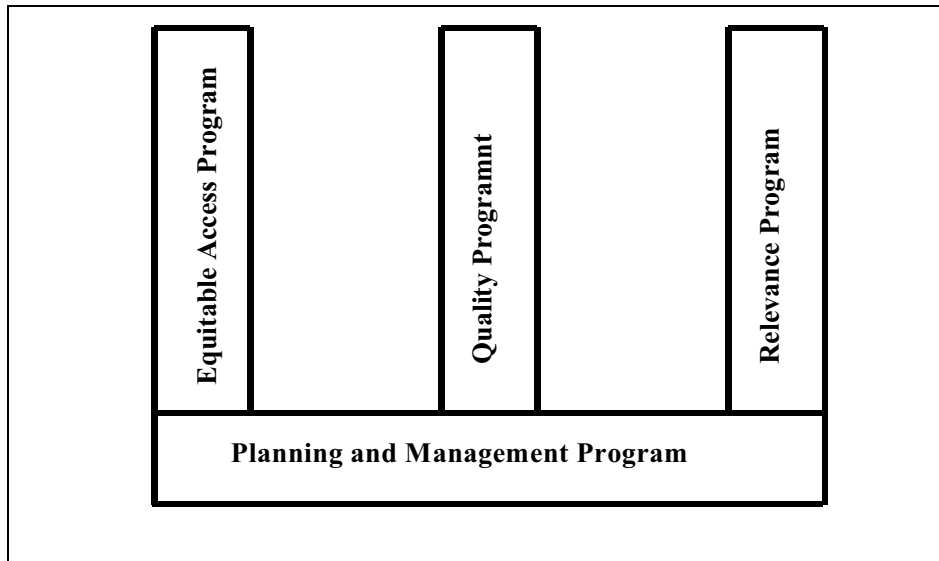 Equitable Access Program
Quality Programnt
Relevance Program
Planning and Management Program